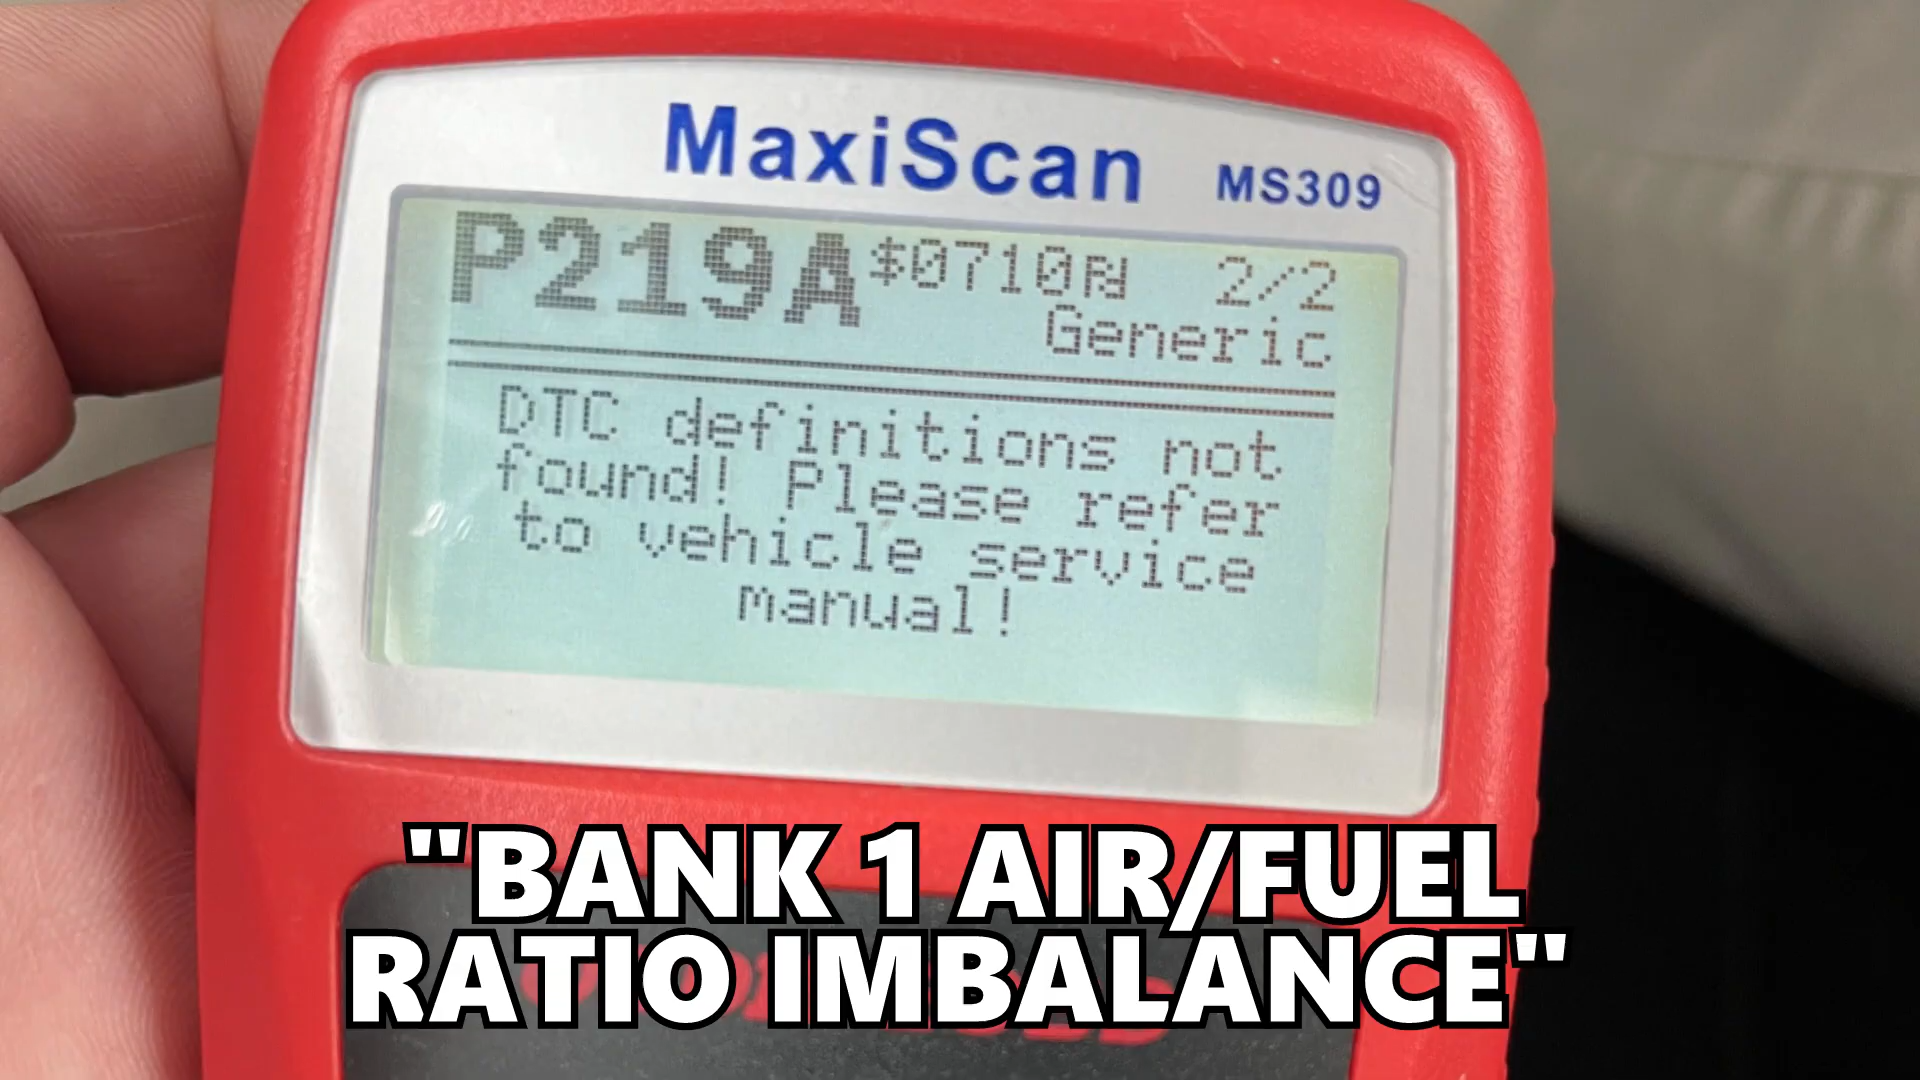 MaxiScan MS309
P219A $0710 2/2
Generic
DTC definitions not
found! Please refer
to vehicle service
manual!
"BANK 1 AIR/FUEL
RATIO IMBALANCE"